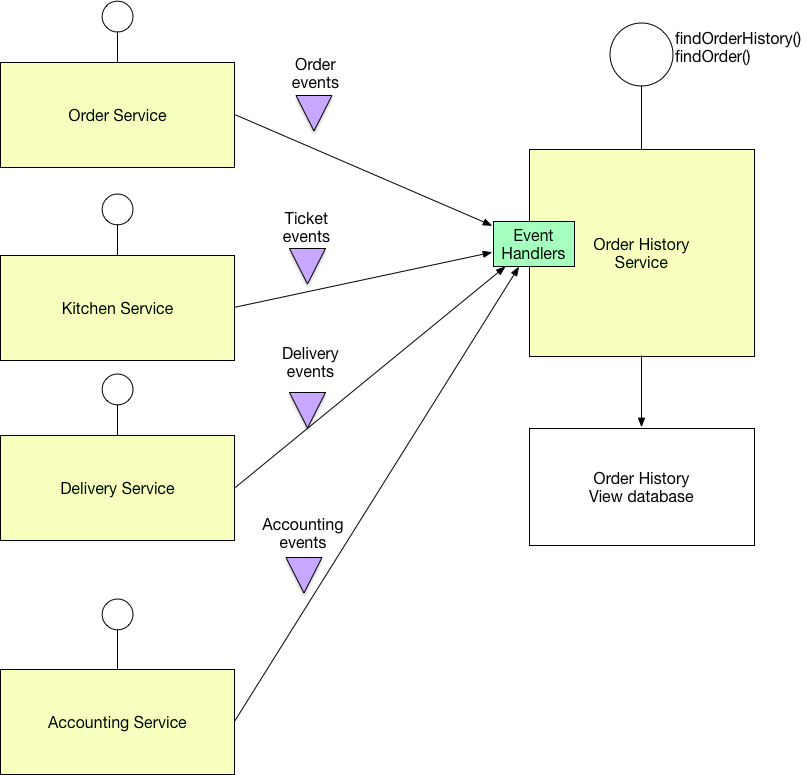 findOrderHistory()
findOrder()
Order
events
Order Service
Ticket
events
Event
Handlers
Order History
Service
Kitchen Service
Delivery
events
Delivery Service
Order History
View database
Accounting
events
Accounting Service